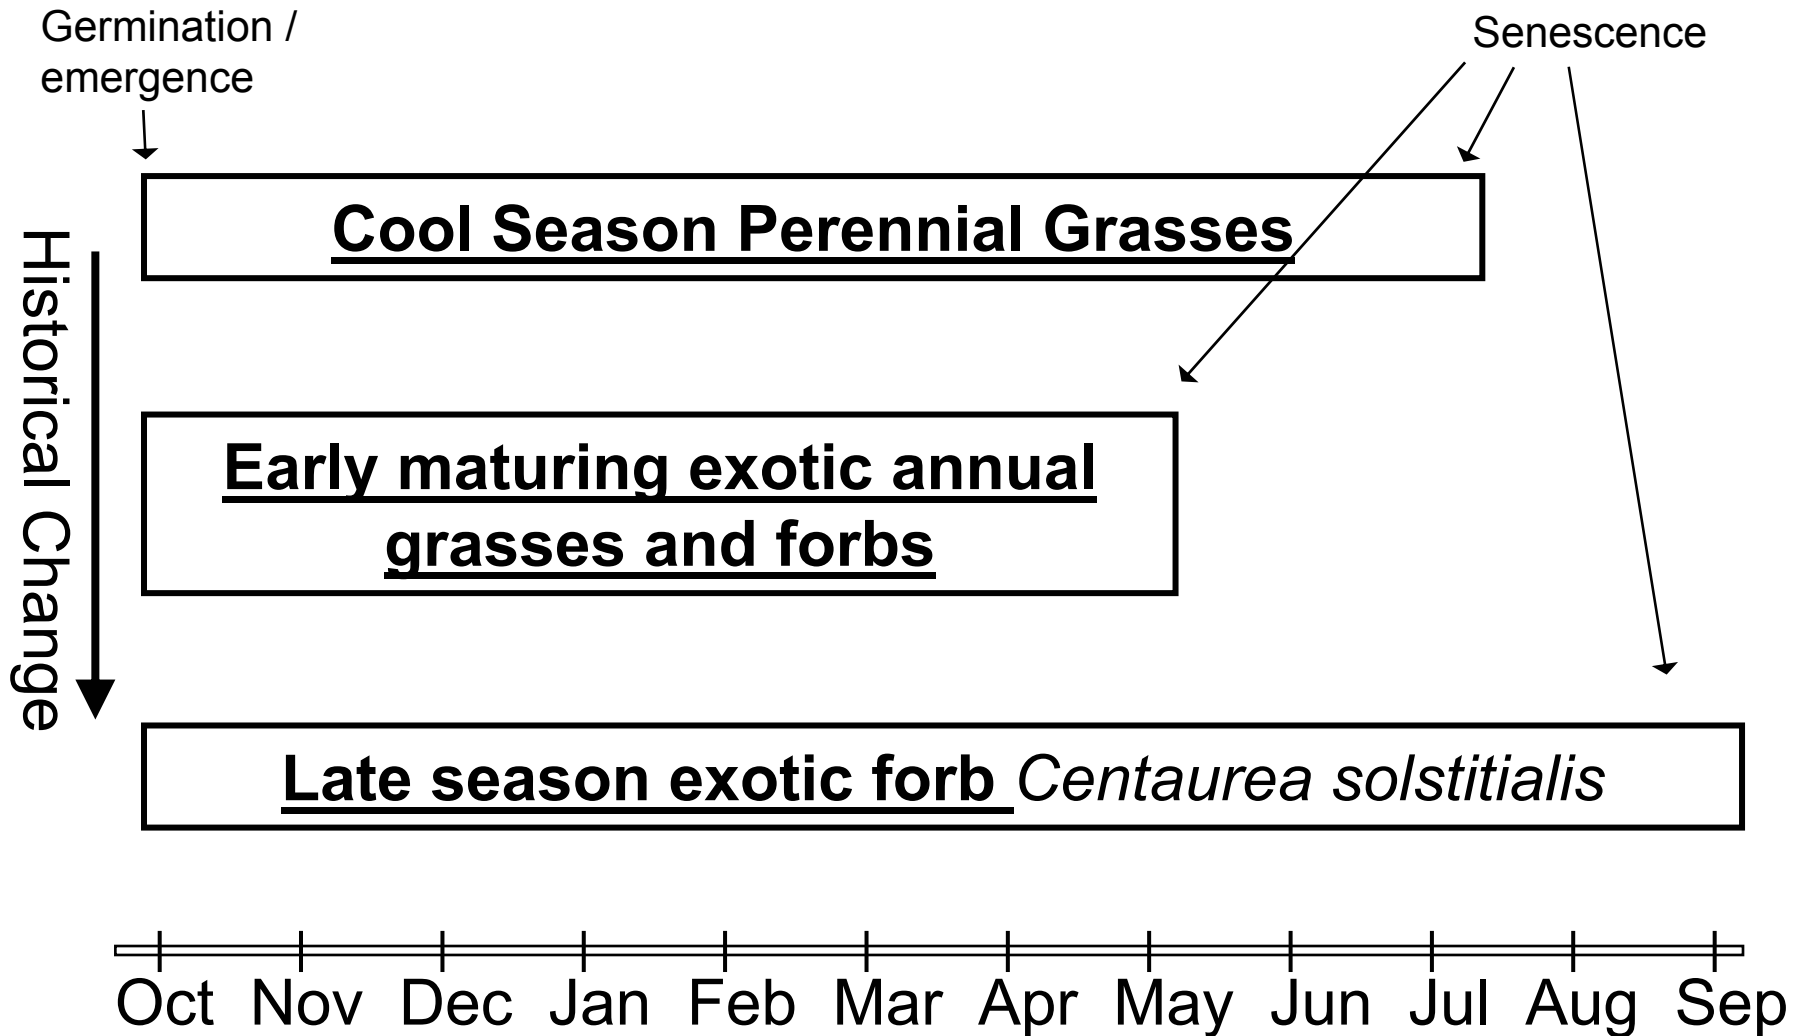 Germination /
emergence
Senescence
Cool Season Perennial Grasses
Historical Change
Early maturing exotic annual
grasses and forbs
Late season exotic forb Centaurea solstitialis
Oct Nov Dec Jan Feb Mar Apr May Jun Jul Aug Sep